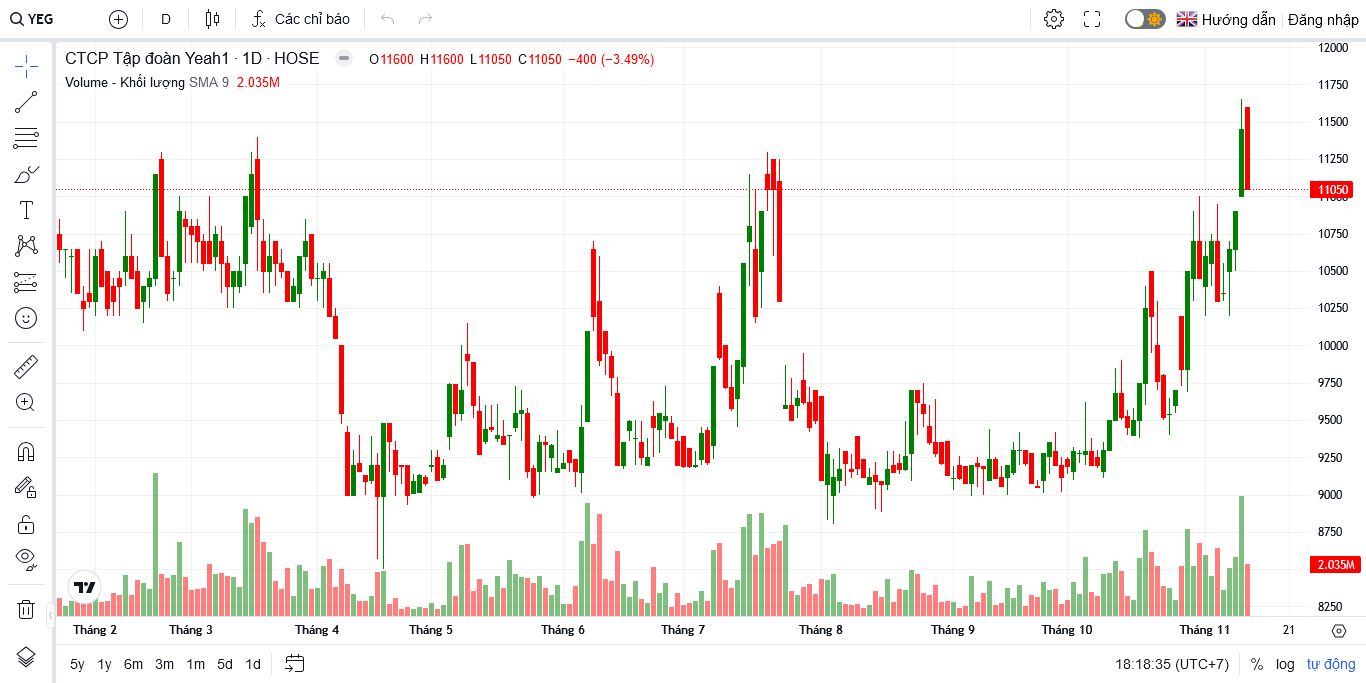 YEG D Các chỉ báo Hướng dẫn Đăng nhập
CTCP Tập đoàn Yeah1 · 1D · HOSE O11600 H11600 L11050 C11050 −400 (−3.49%)
Volume - Khối lượng SMA 9 2.035M
12000
11750
11500
11250
11050
11000
10750
10500
10250
10000
9750
9500
9250
9000
8750
2.035M
8250
Tháng 2 Tháng 3 Tháng 4 Tháng 5 Tháng 6 Tháng 7 Tháng 8 Tháng 9 Tháng 10 Tháng 11 21
5y 1y 6m 3m 1m 5d 1d 18:18:35 (UTC+7) % log tự động